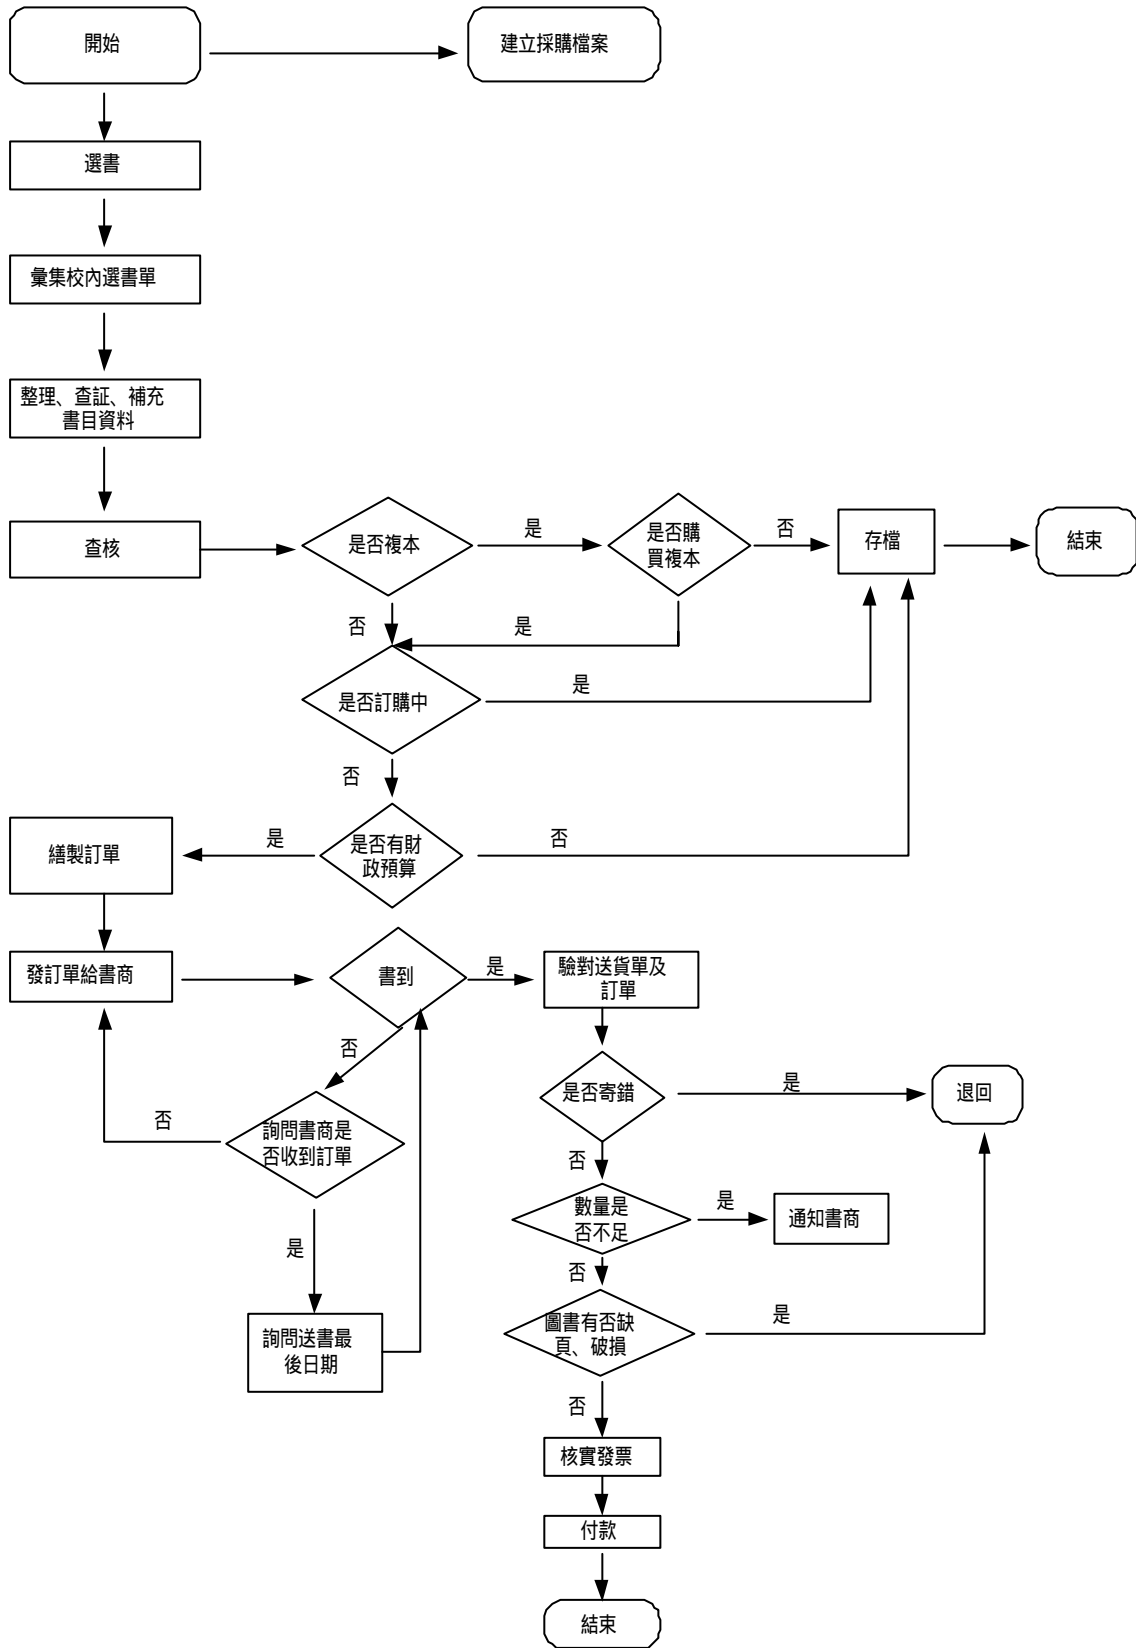 開始
建立採購檔案
選書
彙集校內選書單
整理、查証、補充
書目資料
查核
是否複本
是
是否購
買複本
否
存檔
結束
否
是
是否訂購中
是
否
繕製訂單
是
是否有財
政預算
否
發訂單給書商
書到
是
驗對送貨單及
訂單
否
是否寄錯
是
退回
否
詢問書商是
否收到訂單
否
數量是
否不足
是
通知書商
是
否
詢問送書最
後日期
圖書有否缺
頁、破損
是
否
核實發票
付款
結束